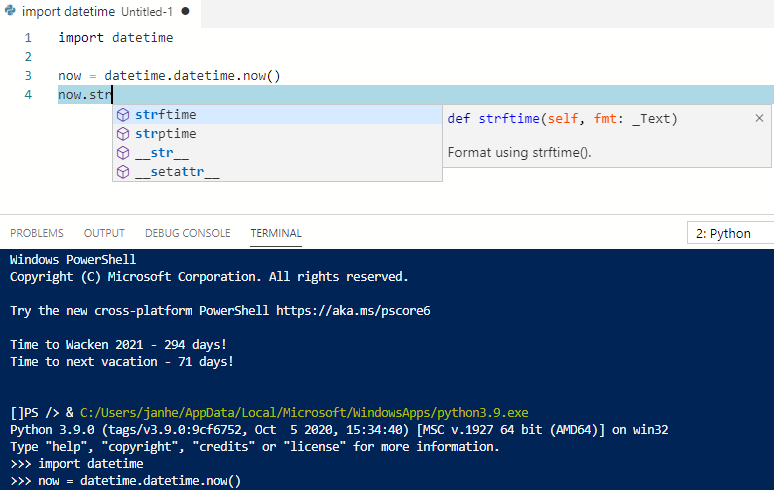 import datetime Untitled-1
1 import datetime
2
3 now = datetime.datetime.now()
4 now.str
strftime
strptime
__str__
__setattr__
def strftime(self, fmt: _Text) ×
Format using strftime().
PROBLEMS OUTPUT DEBUG CONSOLE TERMINAL 2: Python
Windows PowerShell
Copyright (C) Microsoft Corporation. All rights reserved.
Try the new cross-platform PowerShell https://aka.ms/pscore6
Time to Wacken 2021 - 294 days!
Time to next vacation - 71 days!
[]PS /> & C:/Users/janhe/AppData/Local/Microsoft/WindowsApps/python3.9.exe
Python 3.9.0 (tags/v3.9.0:9cf6752, Oct  5 2020, 15:34:40) [MSC v.1927 64 bit (AMD64)] on win32
Type "help", "copyright", "credits" or "license" for more information.
>>> import datetime
>>> now = datetime.datetime.now()